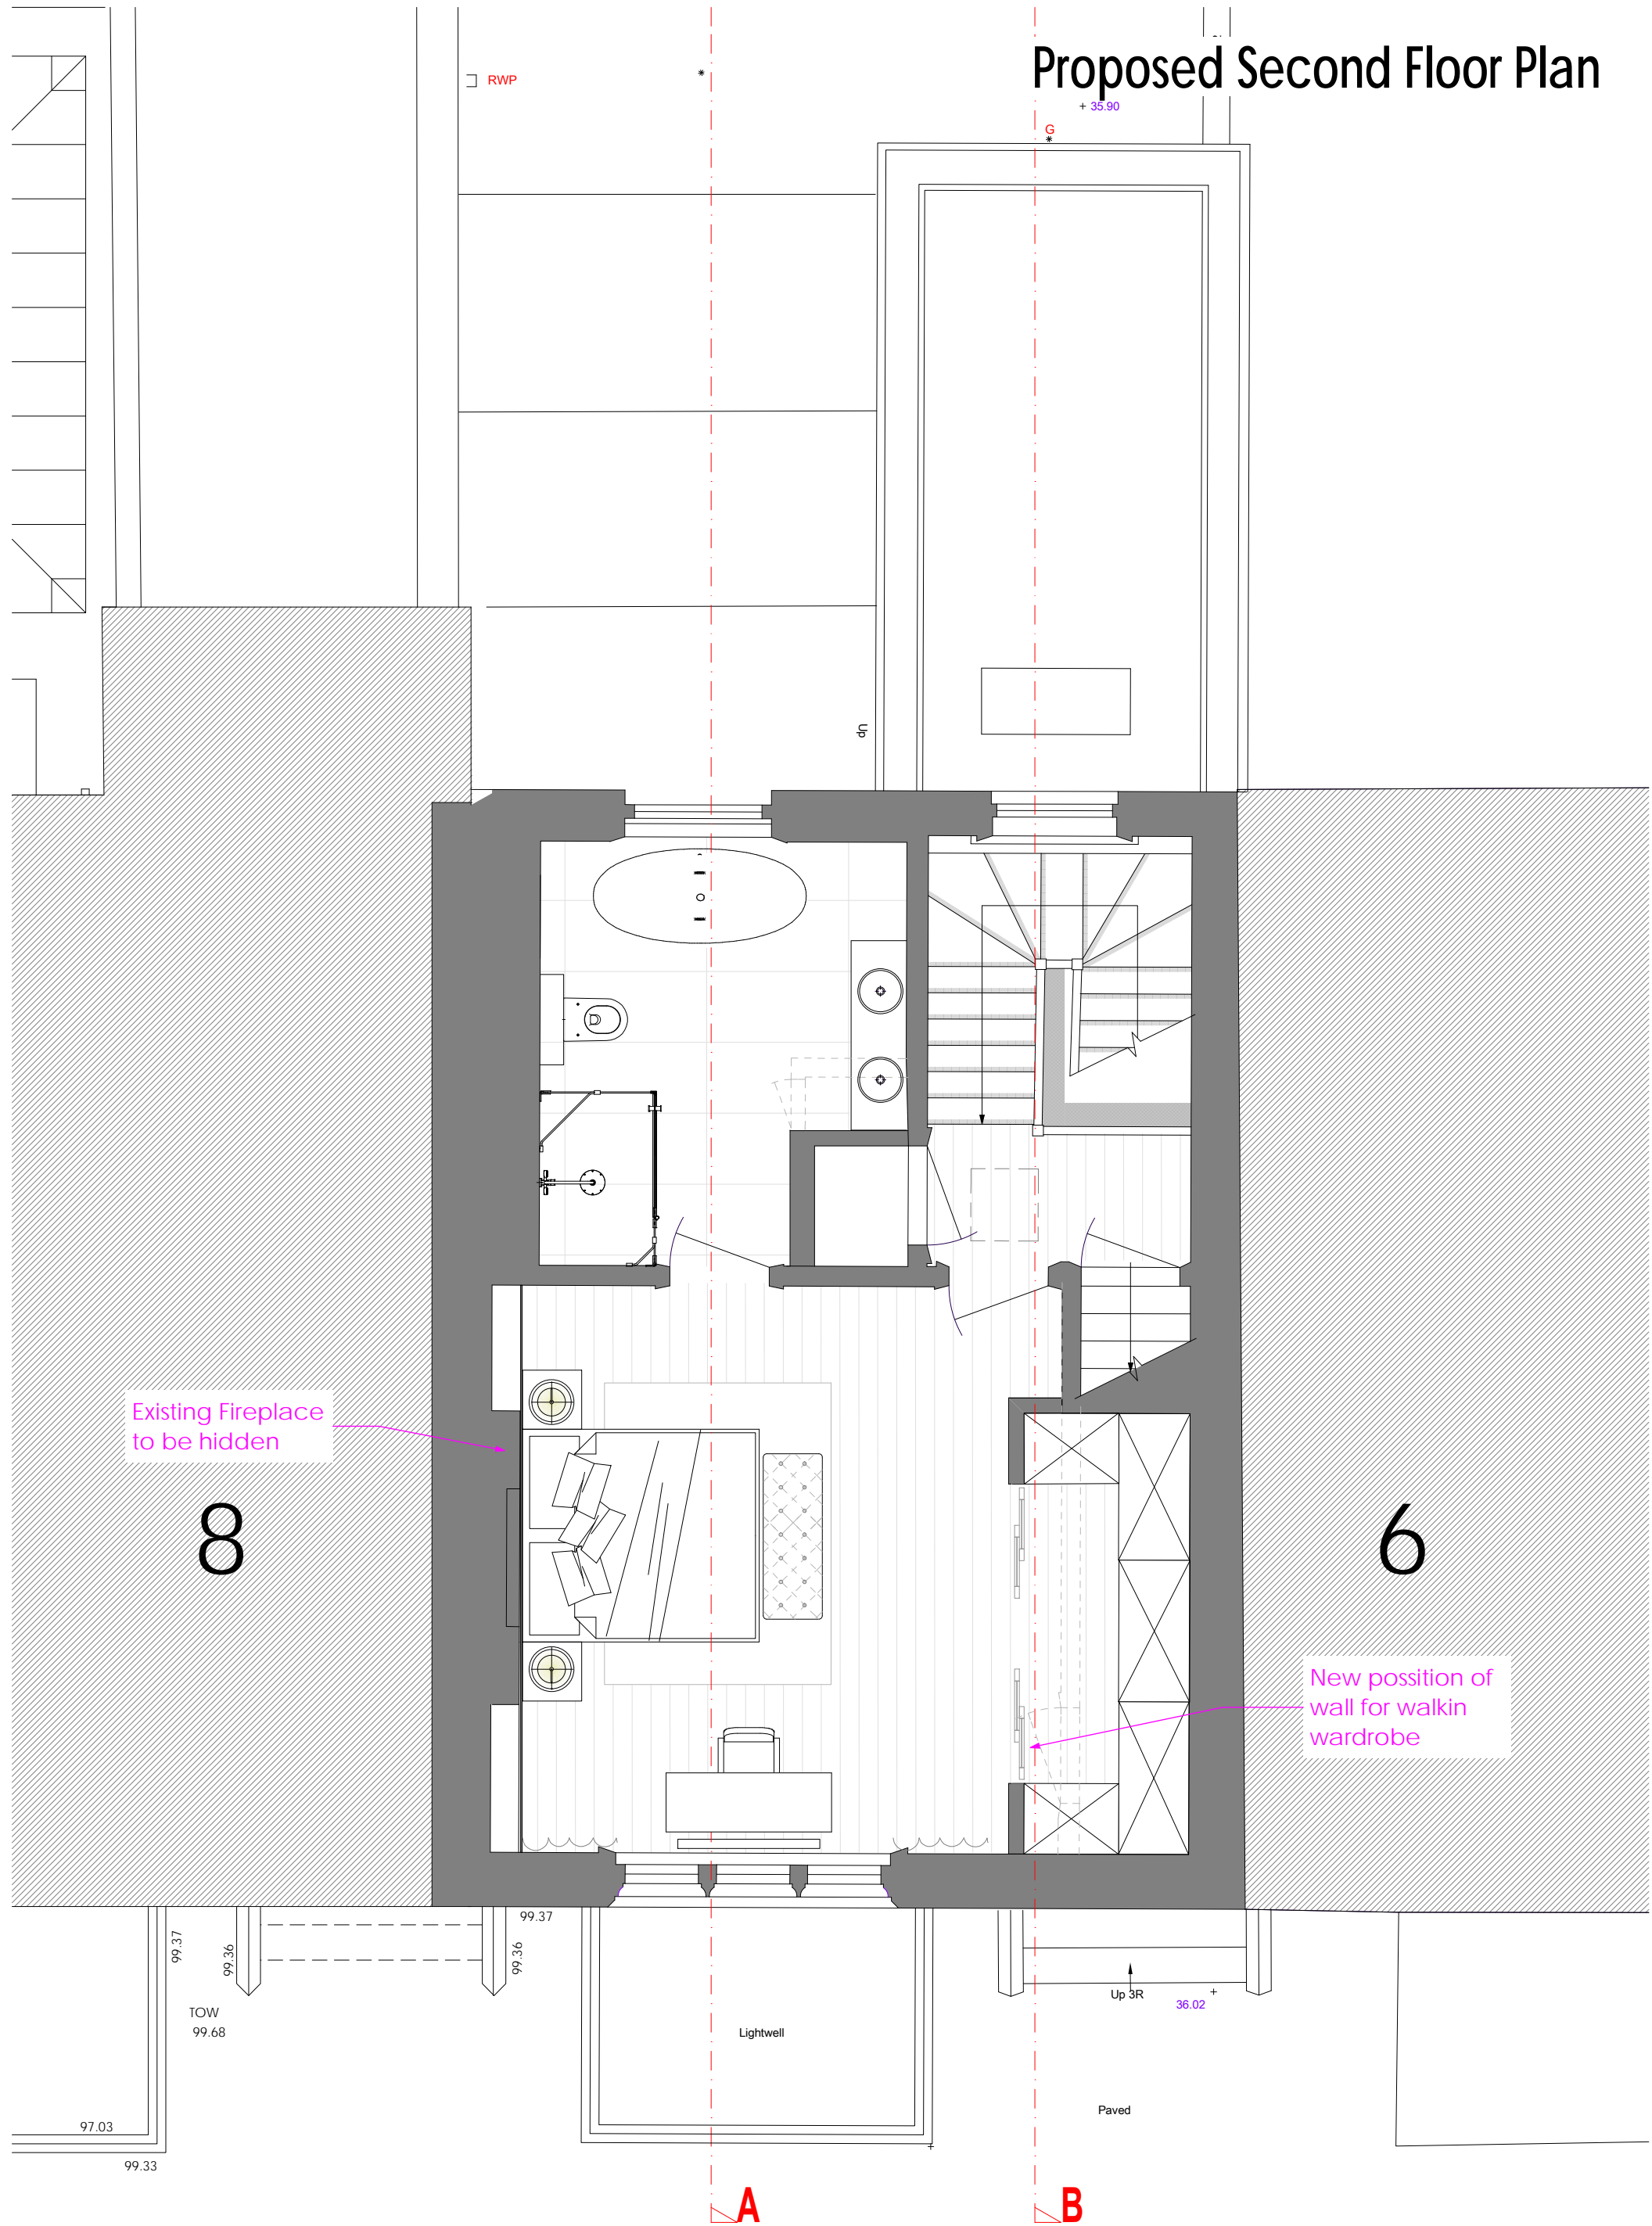 Proposed Second Floor Plan
RWP
+ 35.90
G
Up
Existing Fireplace
to be hidden
8
6
New possition of
wall for walkin
wardrobe
99.37
99.37
99.36
99.36
TOW
99.68
Up 3R
36.02
Lightwell
Paved
97.03
99.33
A
B